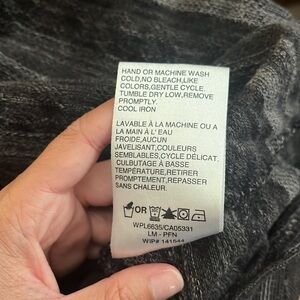 HAND OR MACHINE WASH
COLD,NO BLEACH,LIKE
COLORS,GENTLE CYCLE.
TUMBLE DRY LOW,REMOVE
PROMPTLY.
COOL IRON
LAVABLE À LA MACHINE OU A
LA MAIN À L' EAU
FROIDE,AUCUN
JAVELISANT,COULEURS
SEMBLABLES,CYCLE DÉLICAT.
CULBUTAGE À BASSE
TEMPÉRATURE,RETIRER
PROMPTEMENT,REPASSER
SANS CHALEUR.
OR
WPL6635/CA05331
LM - PFN
WIP# 141544